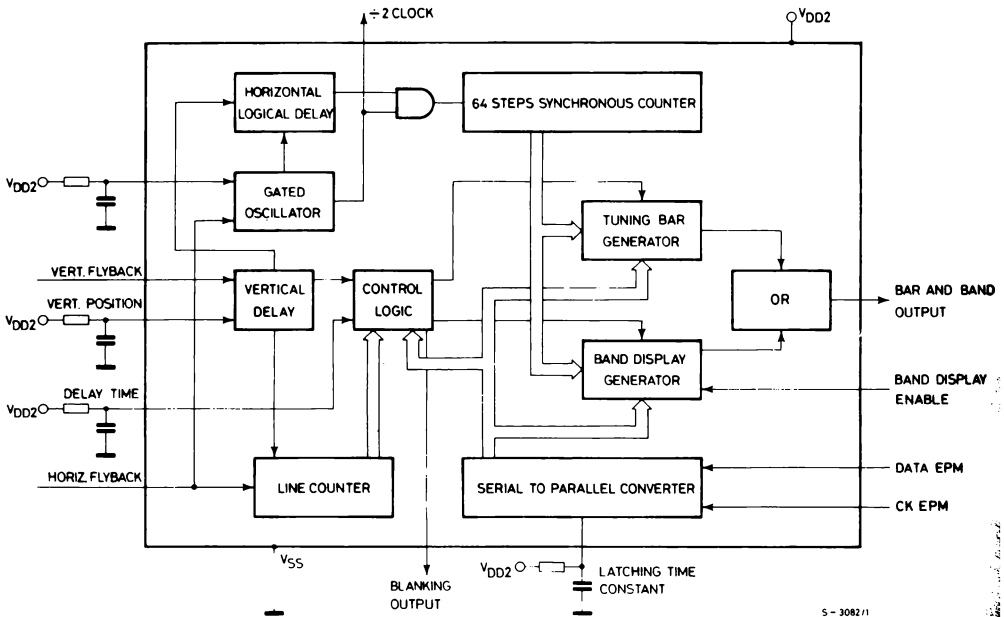 ÷2 CLOCK
VDD2
HORIZONTAL
LOGICAL DELAY
64 STEPS SYNCHRONOUS COUNTER
VDD2
GATED
OSCILLATOR
TUNING BAR
GENERATOR
VERT. FLYBACK
VERTICAL
DELAY
CONTROL
LOGIC
OR
BAR AND BAND
OUTPUT
VERT. POSITION
VDD2
BAND DISPLAY
GENERATOR
BAND DISPLAY
ENABLE
DELAY TIME
VDD2
HORIZ. FLYBACK
LINE COUNTER
SERIAL TO PARALLEL CONVERTER
DATA EPM
CK EPM
VSS
BLANKING
OUTPUT
VDD2
LATCHING TIME
CONSTANT
S-3082/1